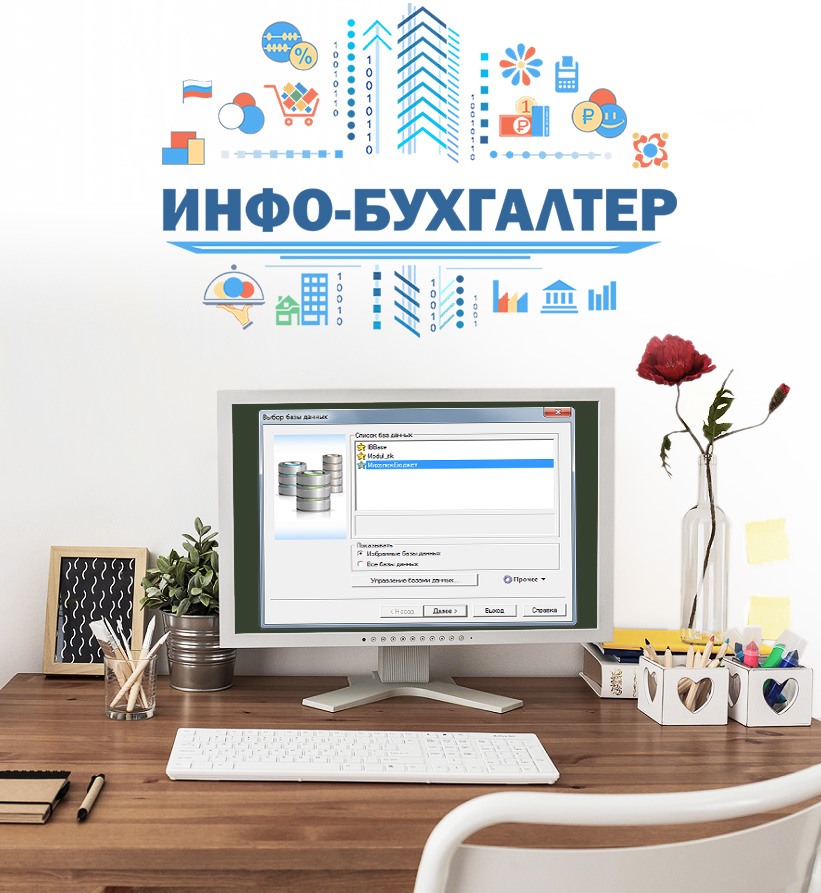 ИНФО-БУХГАЛТЕР
Выбор базы данных
Список баз данных
IBBase
Modul_zik
Показывать
Избранные базы данных
Все базы данных
Управление базами данных...
Прочее
< Назад
Далее >
Выход
Справка